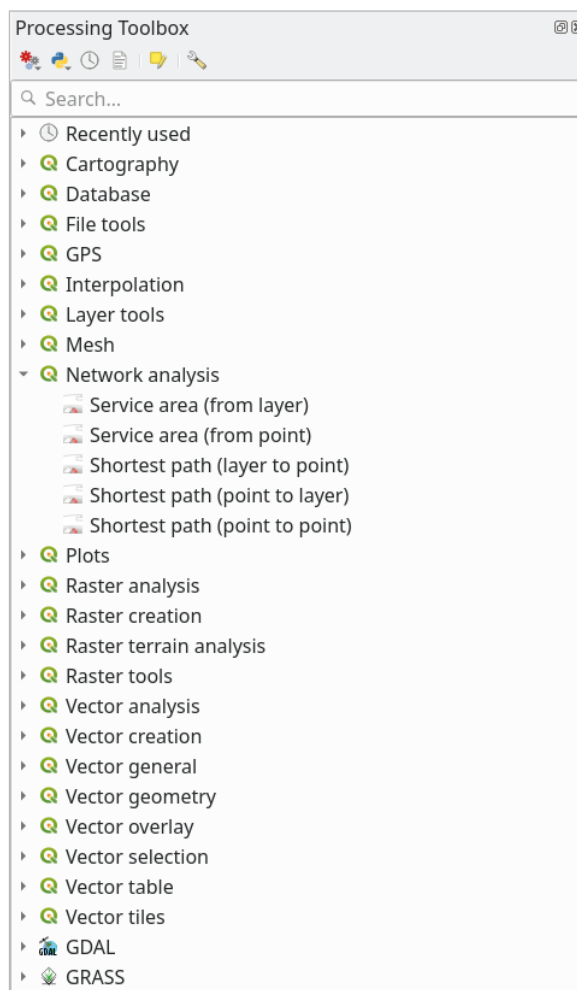 Processing Toolbox
Search...
Recently used
Cartography
Database
File tools
GPS
Interpolation
Layer tools
Mesh
Network analysis
Service area (from layer)
Service area (from point)
Shortest path (layer to point)
Shortest path (point to layer)
Shortest path (point to point)
Plots
Raster analysis
Raster creation
Raster terrain analysis
Raster tools
Vector analysis
Vector creation
Vector general
Vector geometry
Vector overlay
Vector selection
Vector table
Vector tiles
GDAL GDAL
GRASS